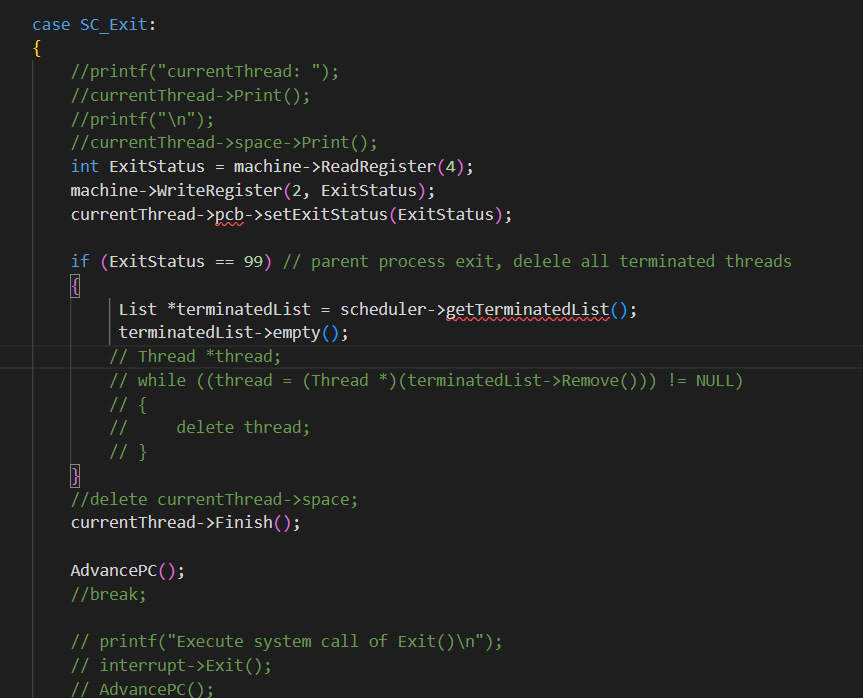 case SC_Exit:
{
//printf("currentThread: ");
//currentThread->Print();
//printf("\n");
//currentThread->space->Print();
int ExitStatus = machine->ReadRegister(4);
machine->WriteRegister(2, ExitStatus);
currentThread->pcb->setExitStatus(ExitStatus);
if (ExitStatus == 99) // parent process exit, delele all terminated threads
{
List *terminatedList = scheduler->getTerminatedList();
terminatedList->empty();
// Thread *thread;
// while ((thread = (Thread *)(terminatedList->Remove())) != NULL)
// {
//     delete thread;
// }
}
//delete currentThread->space;
currentThread->Finish();
AdvancePC();
//break;
// printf("Execute system call of Exit()\n");
// interrupt->Exit();
// AdvancePC();